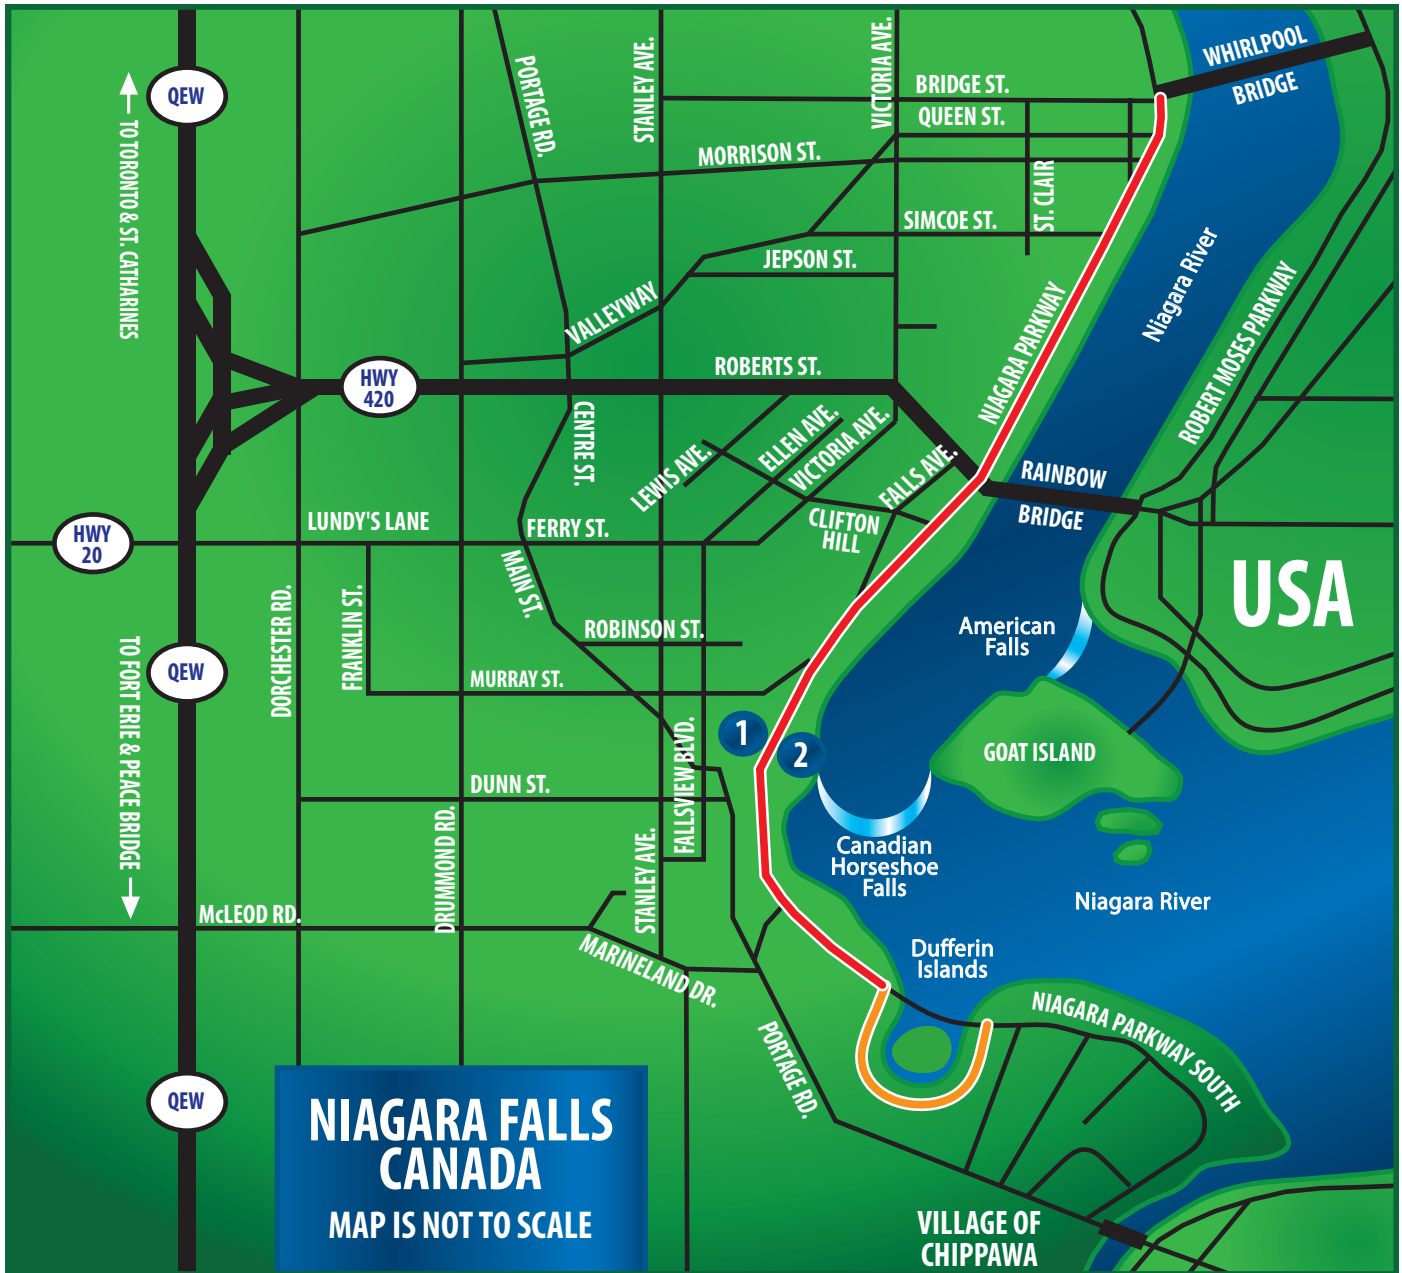 QEW
TO TORONTO & ST. CATHARINES
PORTAGE RD.
STANLEY AVE.
VICTORIA AVE.
WHIRLPOOL
BRIDGE
BRIDGE ST.
QUEEN ST.
MORRISON ST.
ST. CLAIR
SIMCOE ST.
JEPSON ST.
VALLEYWAY
Niagara River
NIAGARA PARKWAY
ROBERT MOSES PARKWAY
HWY
420
ROBERTS ST.
CENTRE ST.
LEWIS AVE.
ELLEN AVE.
VICTORIA AVE.
FALLS AVE.
RAINBOW
BRIDGE
CLIFTON
HILL
HWY
20
LUNDY'S LANE
FERRY ST.
MAIN ST.
USA
DORCHESTER RD.
FRANKLIN ST.
ROBINSON ST.
American
Falls
QEW
TO FORT ERIE & PEACE BRIDGE
MURRAY ST.
1
2
GOAT ISLAND
FALLSVIEW BLVD.
DUNN ST.
DRUMMOND RD.
STANLEY AVE.
Canadian
Horseshoe
Falls
Niagara River
McLEOD RD.
MARINELAND DR.
Dufferin
Islands
NIAGARA PARKWAY SOUTH
PORTAGE RD.
QEW
NIAGARA FALLS
CANADA
MAP IS NOT TO SCALE
VILLAGE OF
CHIPPAWA